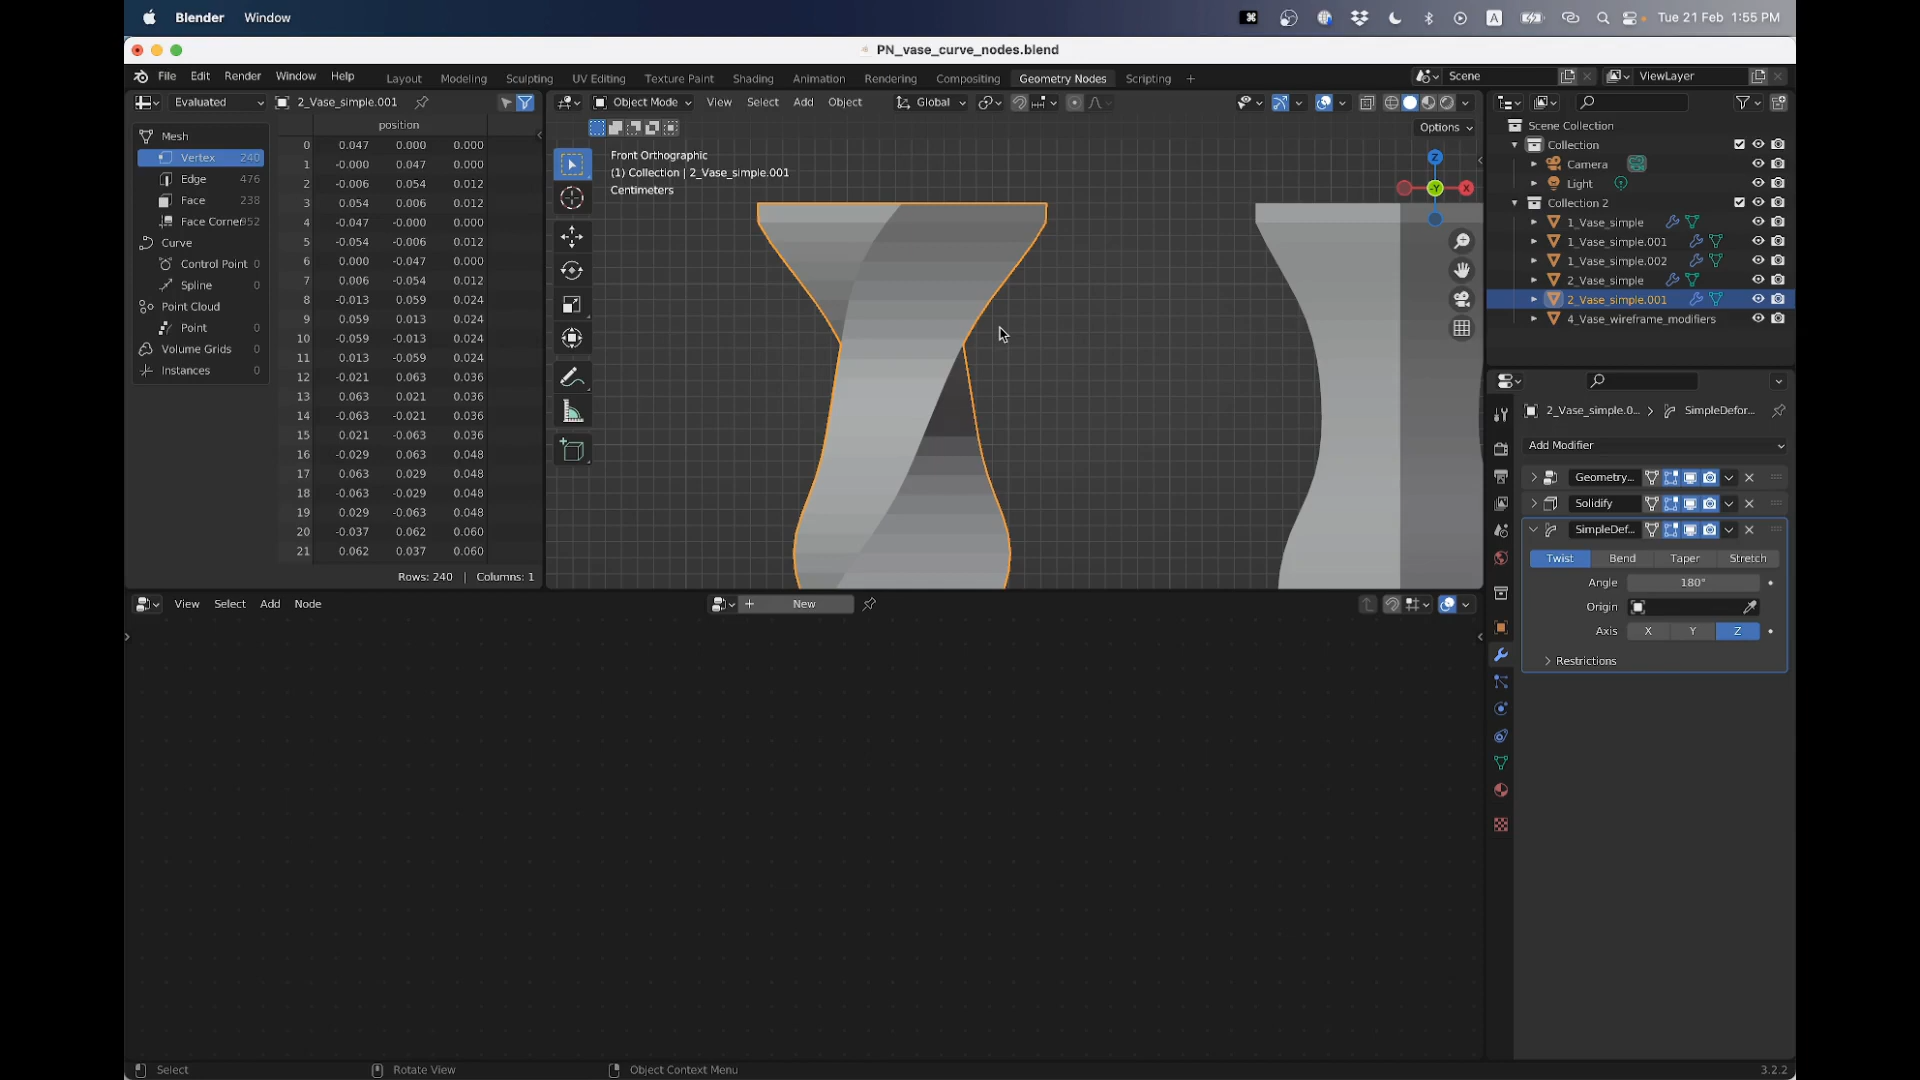 Blender Window
A Tue 21 Feb 1:55 PM
PN_vase_curve_nodes.blend
File Edit Render Window Help Layout Modeling Sculpting UV Editing Texture Paint Shading Animation Rendering Compositing Geometry Nodes Scripting + Scene ViewLayer
Evaluated 2_Vase_simple.001 Object Mode View Select Add Object Global
position
Options
Mesh
Vertex 240
Edge 476
Face 238
Face Corner 952
Curve
Control Point 0
Spline 0
Point Cloud
Point 0
Volume Grids 0
Instances 0
0 0.047 0.000 0.000
1 -0.000 0.047 0.000
2 -0.006 0.054 0.012
3 0.054 0.006 0.012
4 -0.047 0.000 0.000
5 -0.054 -0.006 0.012
6 0.000 -0.047 0.000
7 0.006 -0.054 0.012
8 -0.013 0.059 0.024
9 0.059 0.013 0.024
10 -0.059 -0.013 0.024
11 0.013 -0.059 0.024
12 -0.021 0.063 0.036
13 0.063 0.021 0.036
14 -0.063 -0.021 0.036
15 0.021 -0.063 0.036
16 -0.029 0.063 0.048
17 0.063 0.029 0.048
18 -0.063 -0.029 0.048
19 0.029 -0.063 0.048
20 -0.037 0.062 0.060
21 0.062 0.037 0.060
Rows: 240 | Columns: 1
Front Orthographic
(1) Collection | 2_Vase_simple.001
Centimeters
Z
-Y
X
Scene Collection
Collection
Camera
Light
Collection 2
1_Vase_simple
1_Vase_simple.001
1_Vase_simple.002
2_Vase_simple
2_Vase_simple.001
4_Vase_wireframe_modifiers
2_Vase_simple.0... > SimpleDefor...
Add Modifier
Geometry...
Solidify
SimpleDef...
Twist Bend Taper Stretch
Angle 180°
Origin
Axis X Y Z
Restrictions
View Select Add Node + New
Select Rotate View Object Context Menu 3.2.2